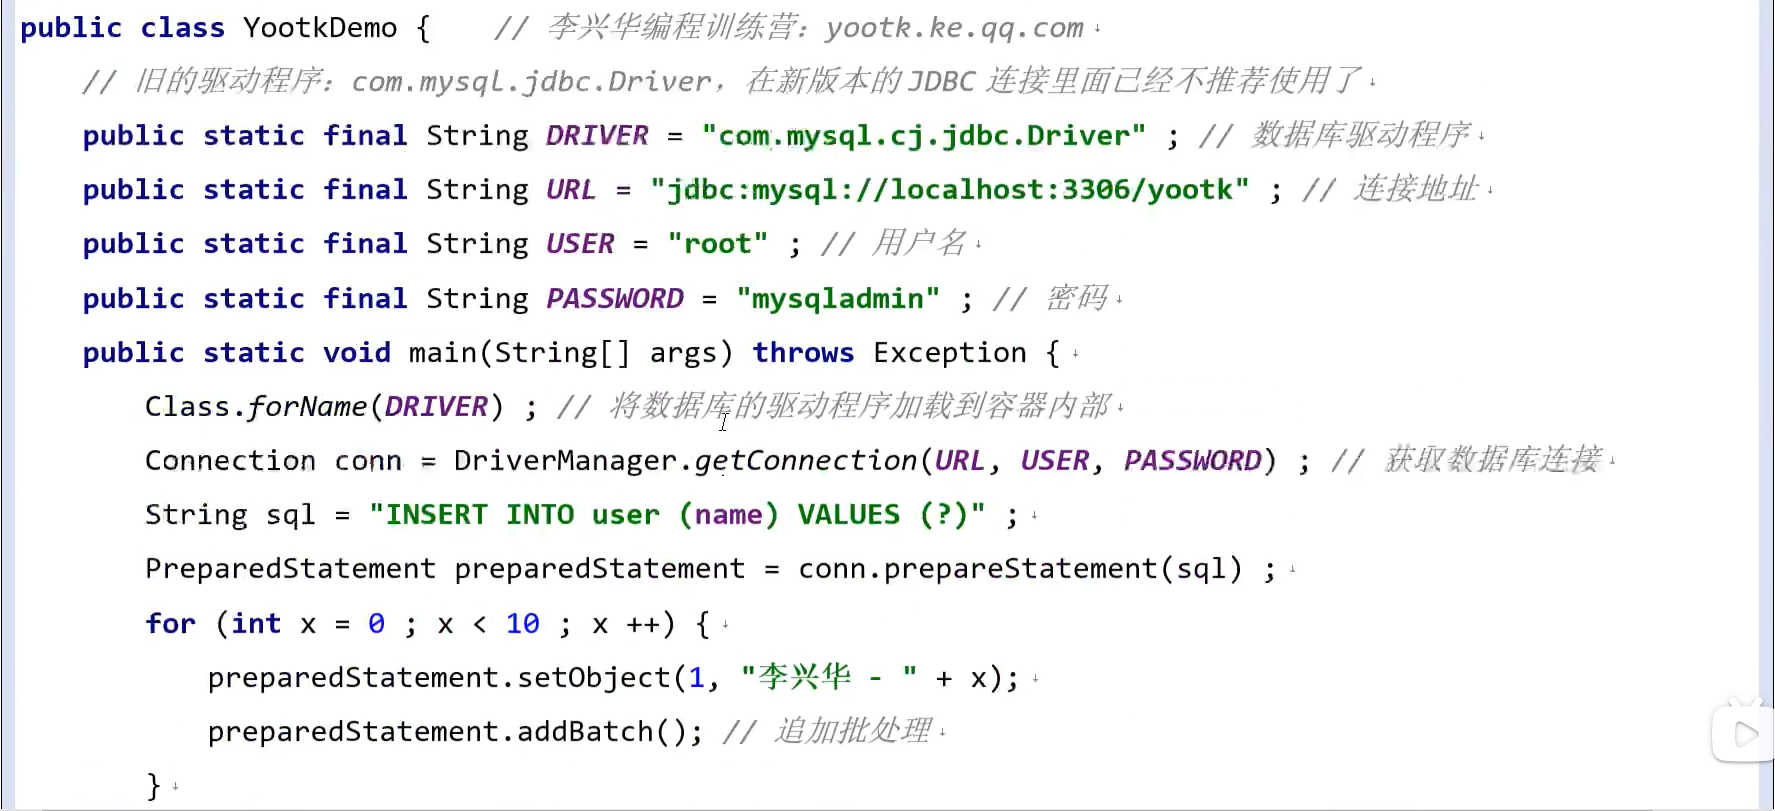 public class YootkDemo {    // 李兴华编程训练营：yootk.ke.qq.com
// 旧的驱动程序：com.mysql.jdbc.Driver，在新版本的JDBC 连接里面已经不推荐使用了
public static final String DRIVER = "com.mysql.cj.jdbc.Driver" ; // 数据库驱动程序
public static final String URL = "jdbc:mysql://localhost:3306/yootk" ; // 连接地址
public static final String USER = "root" ; // 用户名
public static final String PASSWORD = "mysqladmin" ; // 密码
public static void main(String[] args) throws Exception {
Class.forName(DRIVER) ; // 将数据库的驱动程序加载到容器内部
Connection conn = DriverManager.getConnection(URL, USER, PASSWORD) ; // 获取数据库连接
String sql = "INSERT INTO user (name) VALUES (?)" ;
PreparedStatement preparedStatement = conn.prepareStatement(sql) ;
for (int x = 0 ; x < 10 ; x ++) {
preparedStatement.setObject(1, "李兴华 - " + x);
preparedStatement.addBatch(); // 追加批处理
}